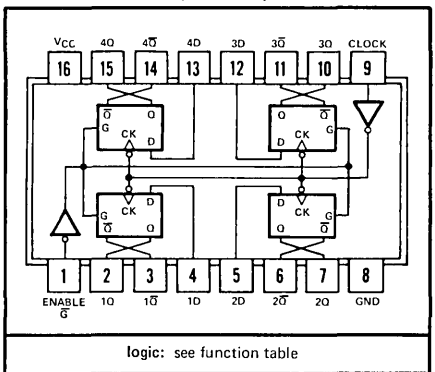 VCC 4Q 4Q̅ 4D 3D 3Q̅ 3Q CLOCK
16 15 14 13 12 11 10 9
Q̅ Q Q Q̅
G CK CK G
D D
D D
CK CK
G G
Q̅ Q Q Q̅
1 2 3 4 5 6 7 8
ENABLE 1Q 1Q̅ 1D 2D 2Q̅ 2Q GND
G̅
logic: see function table